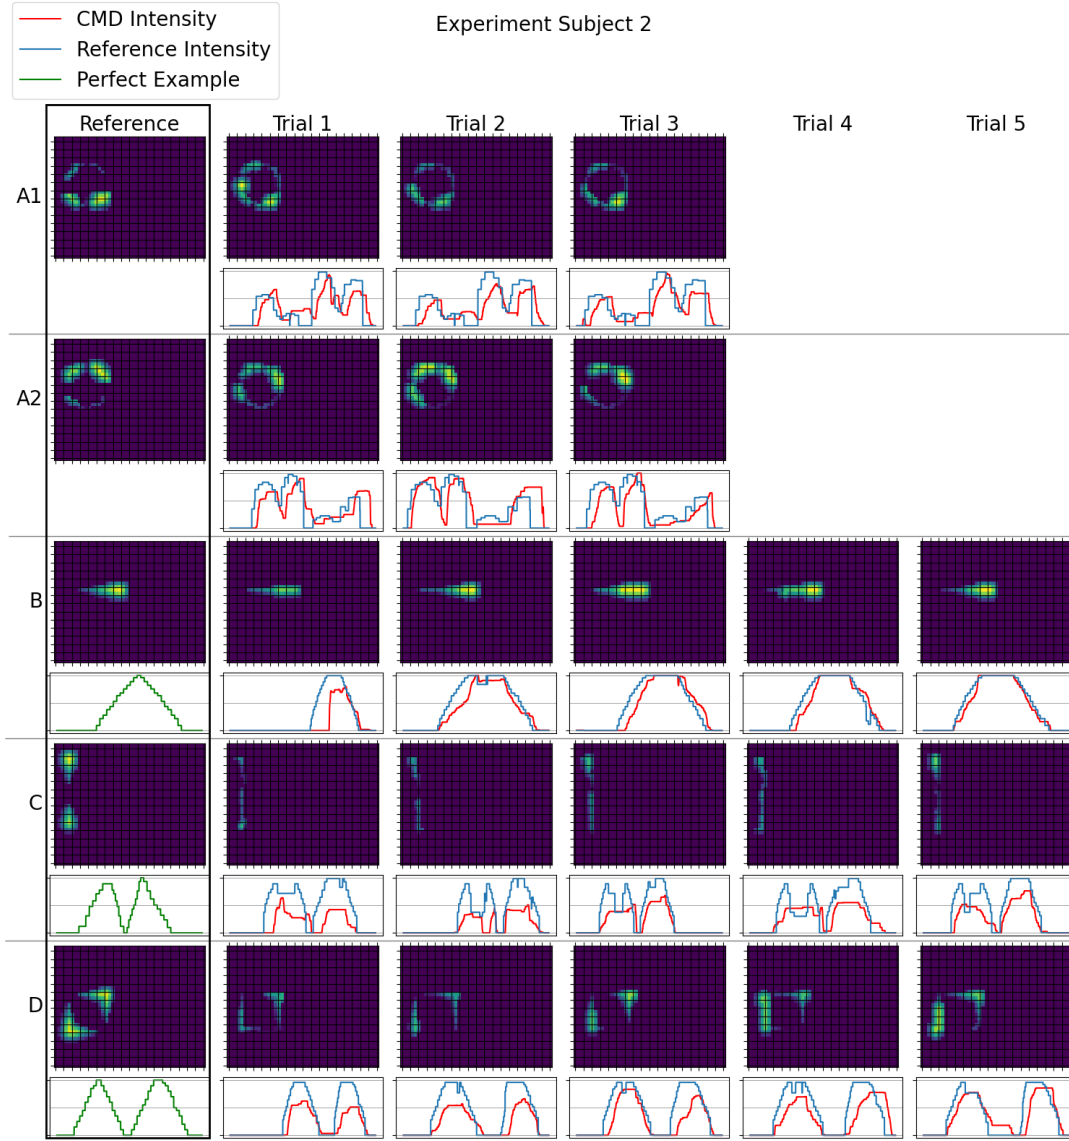 CMD Intensity
Experiment Subject 2
Reference Intensity
Perfect Example
Reference Trial 1 Trial 2 Trial 3 Trial 4 Trial 5
A1
A2
B
C
D